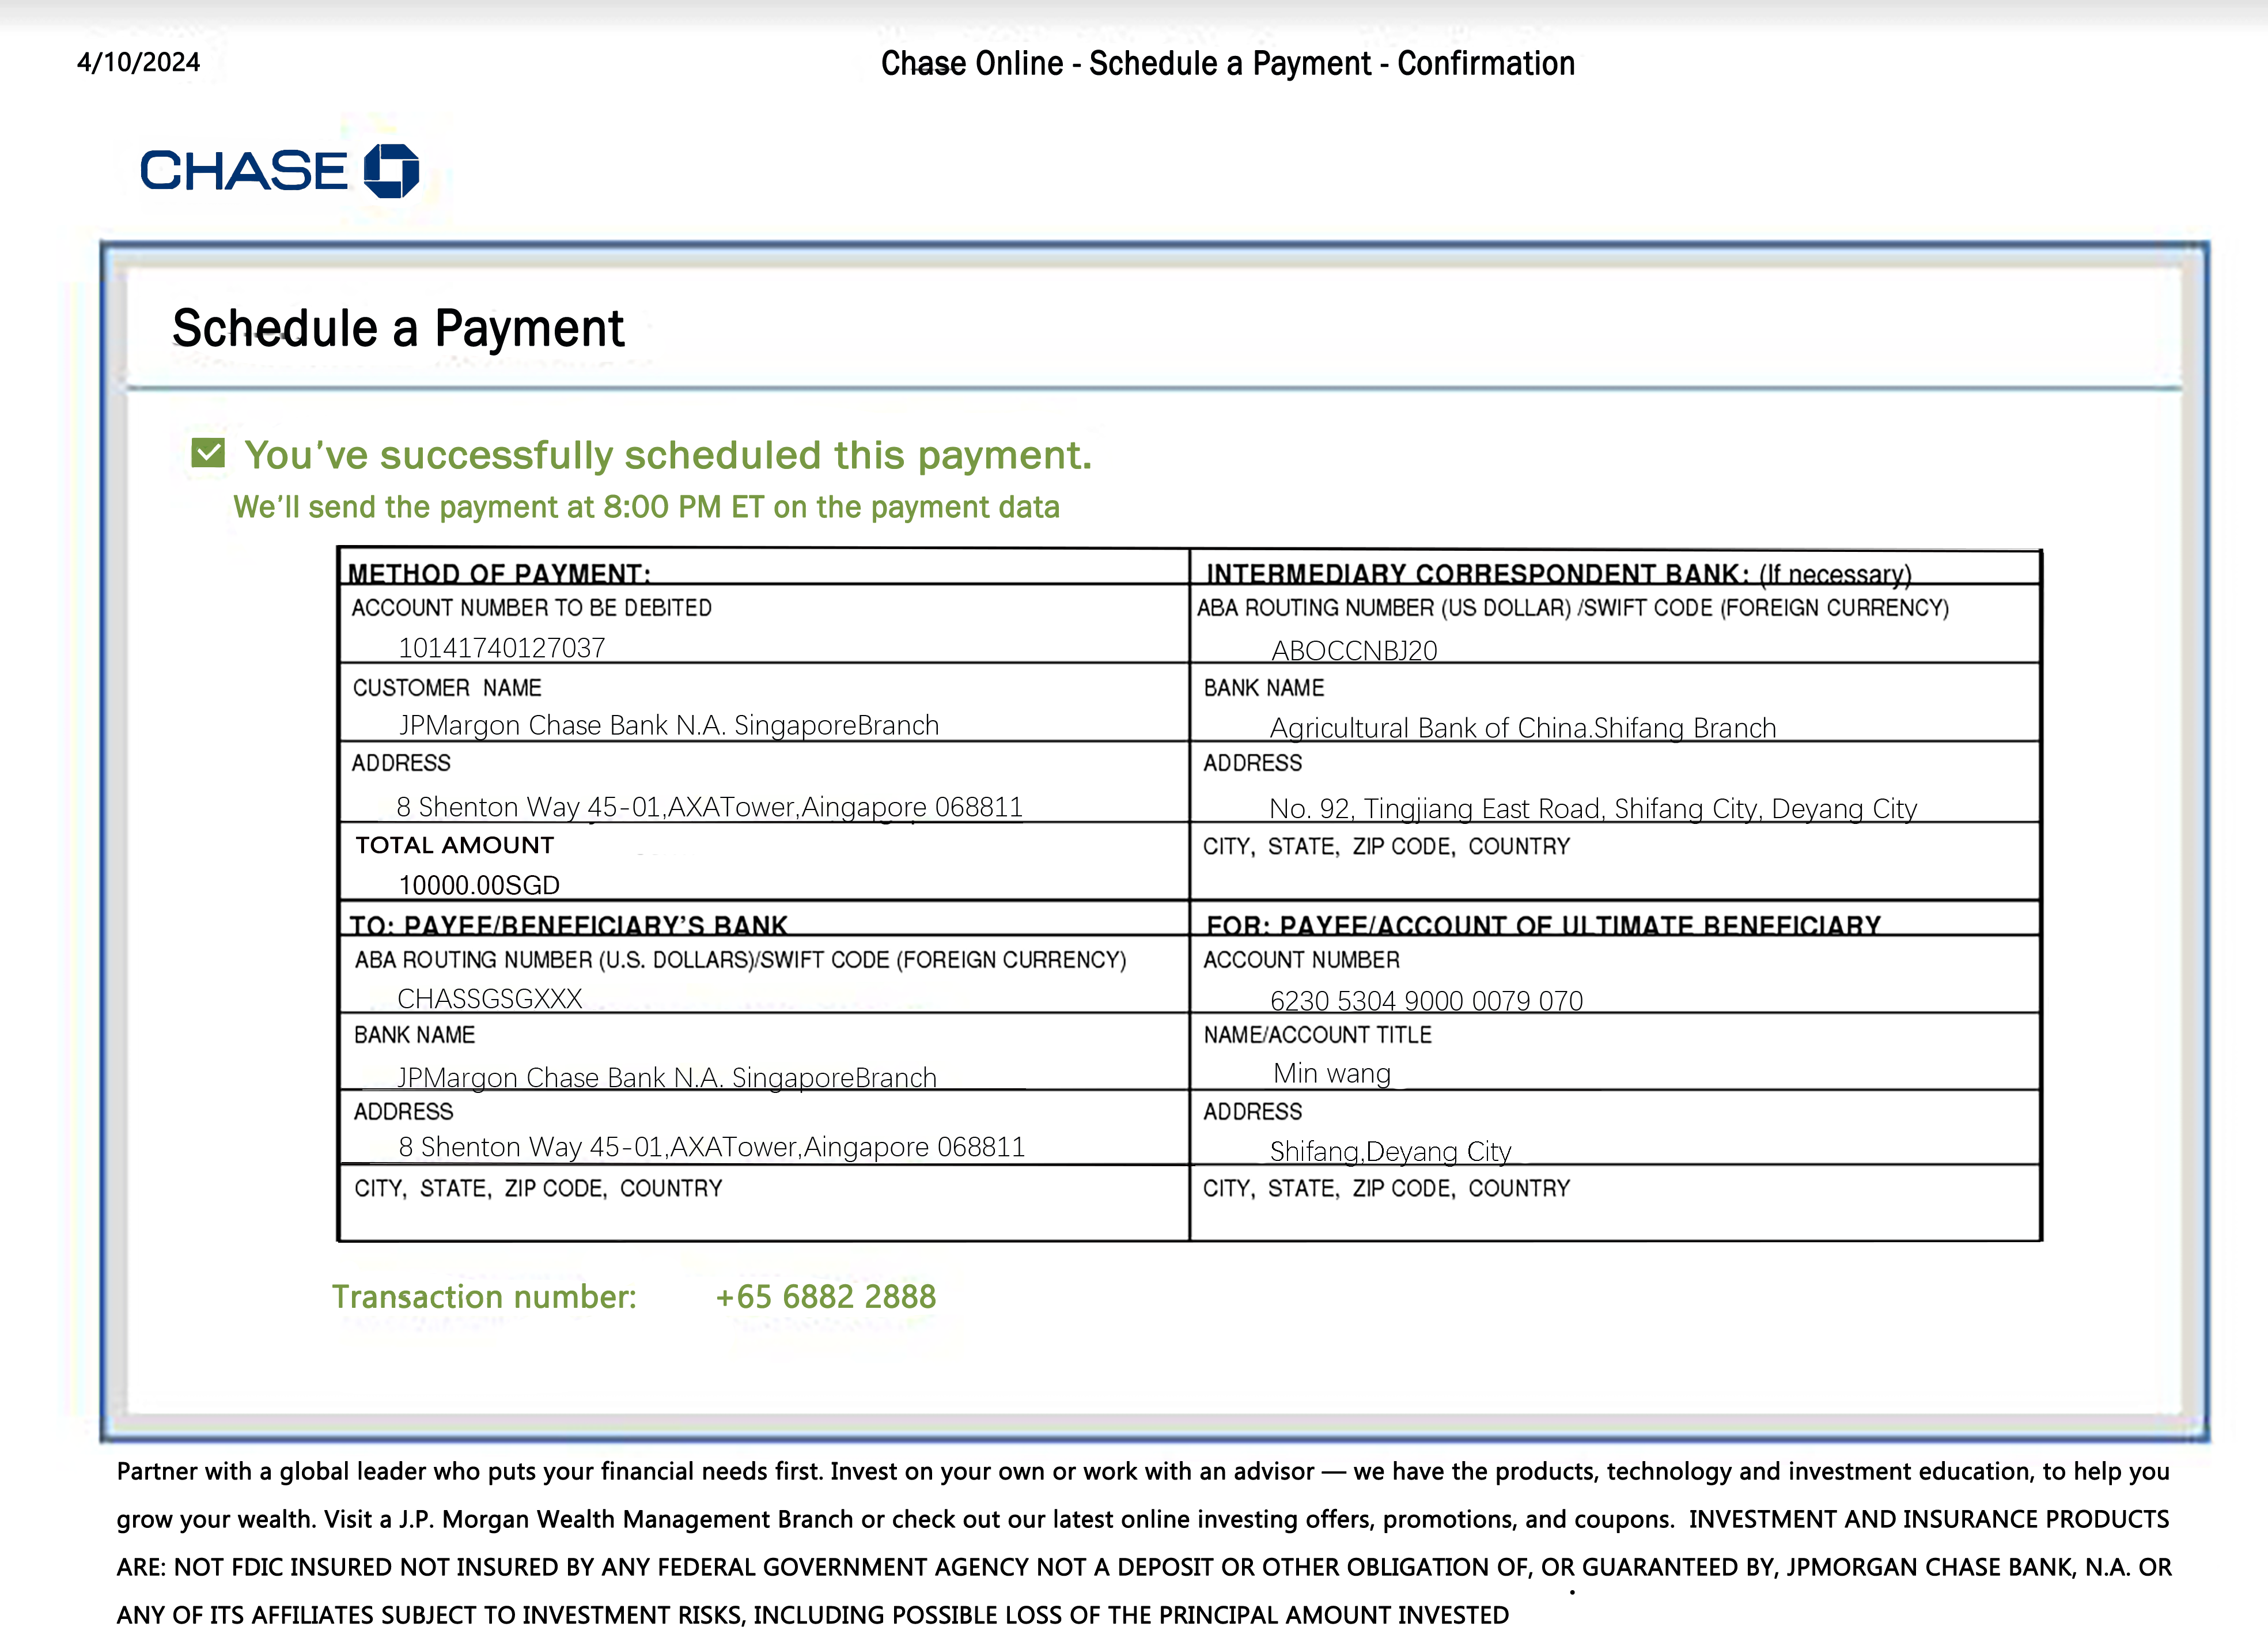 4/10/2024
Chase Online - Schedule a Payment - Confirmation
CHASE
Schedule a Payment
You've successfully scheduled this payment.
We'll send the payment at 8:00 PM ET on the payment data
METHOD OF PAYMENT:
INTERMEDIARY CORRESPONDENT BANK: (If necessary)
ACCOUNT NUMBER TO BE DEBITED
ABA ROUTING NUMBER (US DOLLAR) /SWIFT CODE (FOREIGN CURRENCY)
10141740127037
ABOCCNBJ20
CUSTOMER NAME
BANK NAME
JPMargon Chase Bank N.A. SingaporeBranch
Agricultural Bank of China.Shifang Branch
ADDRESS
ADDRESS
8 Shenton Way 45-01,AXATower,Aingapore 068811
No. 92, Tingjiang East Road, Shifang City, Deyang City
TOTAL AMOUNT
CITY, STATE, ZIP CODE, COUNTRY
10000.00SGD
TO: PAYEE/BENEFICIARY'S BANK
FOR: PAYEE/ACCOUNT OF ULTIMATE BENEFICIARY
ABA ROUTING NUMBER (U.S. DOLLARS)/SWIFT CODE (FOREIGN CURRENCY)
ACCOUNT NUMBER
CHASSGSGXXX
6230 5304 9000 0079 070
BANK NAME
NAME/ACCOUNT TITLE
JPMargon Chase Bank N.A. SingaporeBranch
Min wang
ADDRESS
ADDRESS
8 Shenton Way 45-01,AXATower,Aingapore 068811
Shifang,Deyang City
CITY, STATE, ZIP CODE, COUNTRY
CITY, STATE, ZIP CODE, COUNTRY
Transaction number: +65 6882 2888
Partner with a global leader who puts your financial needs first. Invest on your own or work with an advisor — we have the products, technology and investment education, to help you
grow your wealth. Visit a J.P. Morgan Wealth Management Branch or check out our latest online investing offers, promotions, and coupons. INVESTMENT AND INSURANCE PRODUCTS
ARE: NOT FDIC INSURED NOT INSURED BY ANY FEDERAL GOVERNMENT AGENCY NOT A DEPOSIT OR OTHER OBLIGATION OF, OR GUARANTEED BY, JPMORGAN CHASE BANK, N.A. OR
ANY OF ITS AFFILIATES SUBJECT TO INVESTMENT RISKS, INCLUDING POSSIBLE LOSS OF THE PRINCIPAL AMOUNT INVESTED